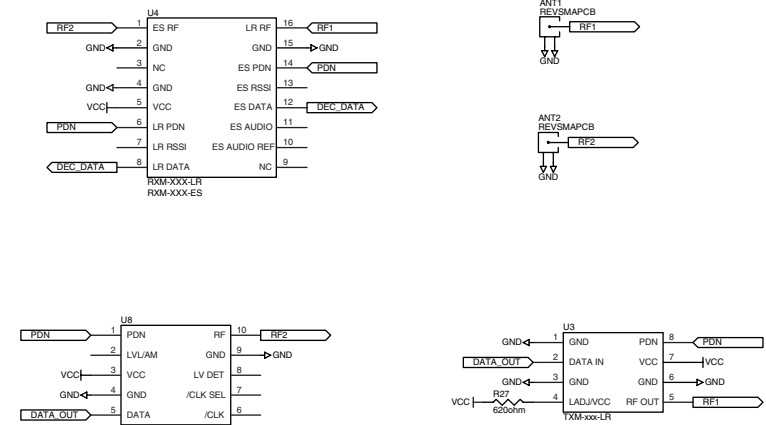 U4
RF2 1 ES RF LR RF 16 RF1
GND 2 GND GND 15 GND
3 NC ES PDN 14 PDN
GND 4 GND ES RSSI 13
VCC 5 VCC ES DATA 12 DEC_DATA
PDN 6 LR PDN ES AUDIO 11
7 LR RSSI ES AUDIO REF 10
DEC_DATA 8 LR DATA NC 9
RXM-XXX-LR
RXM-XXX-ES
ANT1
REVSMAPCB
RF1
GND
ANT2
REVSMAPCB
RF2
GND
U8
PDN 1 PDN RF 10 RF2
2 LVL/AM GND 9 GND
VCC 3 VCC LV DET 8
GND 4 GND /CLK SEL 7
DATA_OUT 5 DATA /CLK 6
U3
GND 1 GND PDN 8 PDN
DATA_OUT 2 DATA IN VCC 7 VCC
GND 3 GND GND 6 GND
VCC R27 4 LADJ/VCC RF OUT 5 RF1
620ohm
TXM-xxx-LR